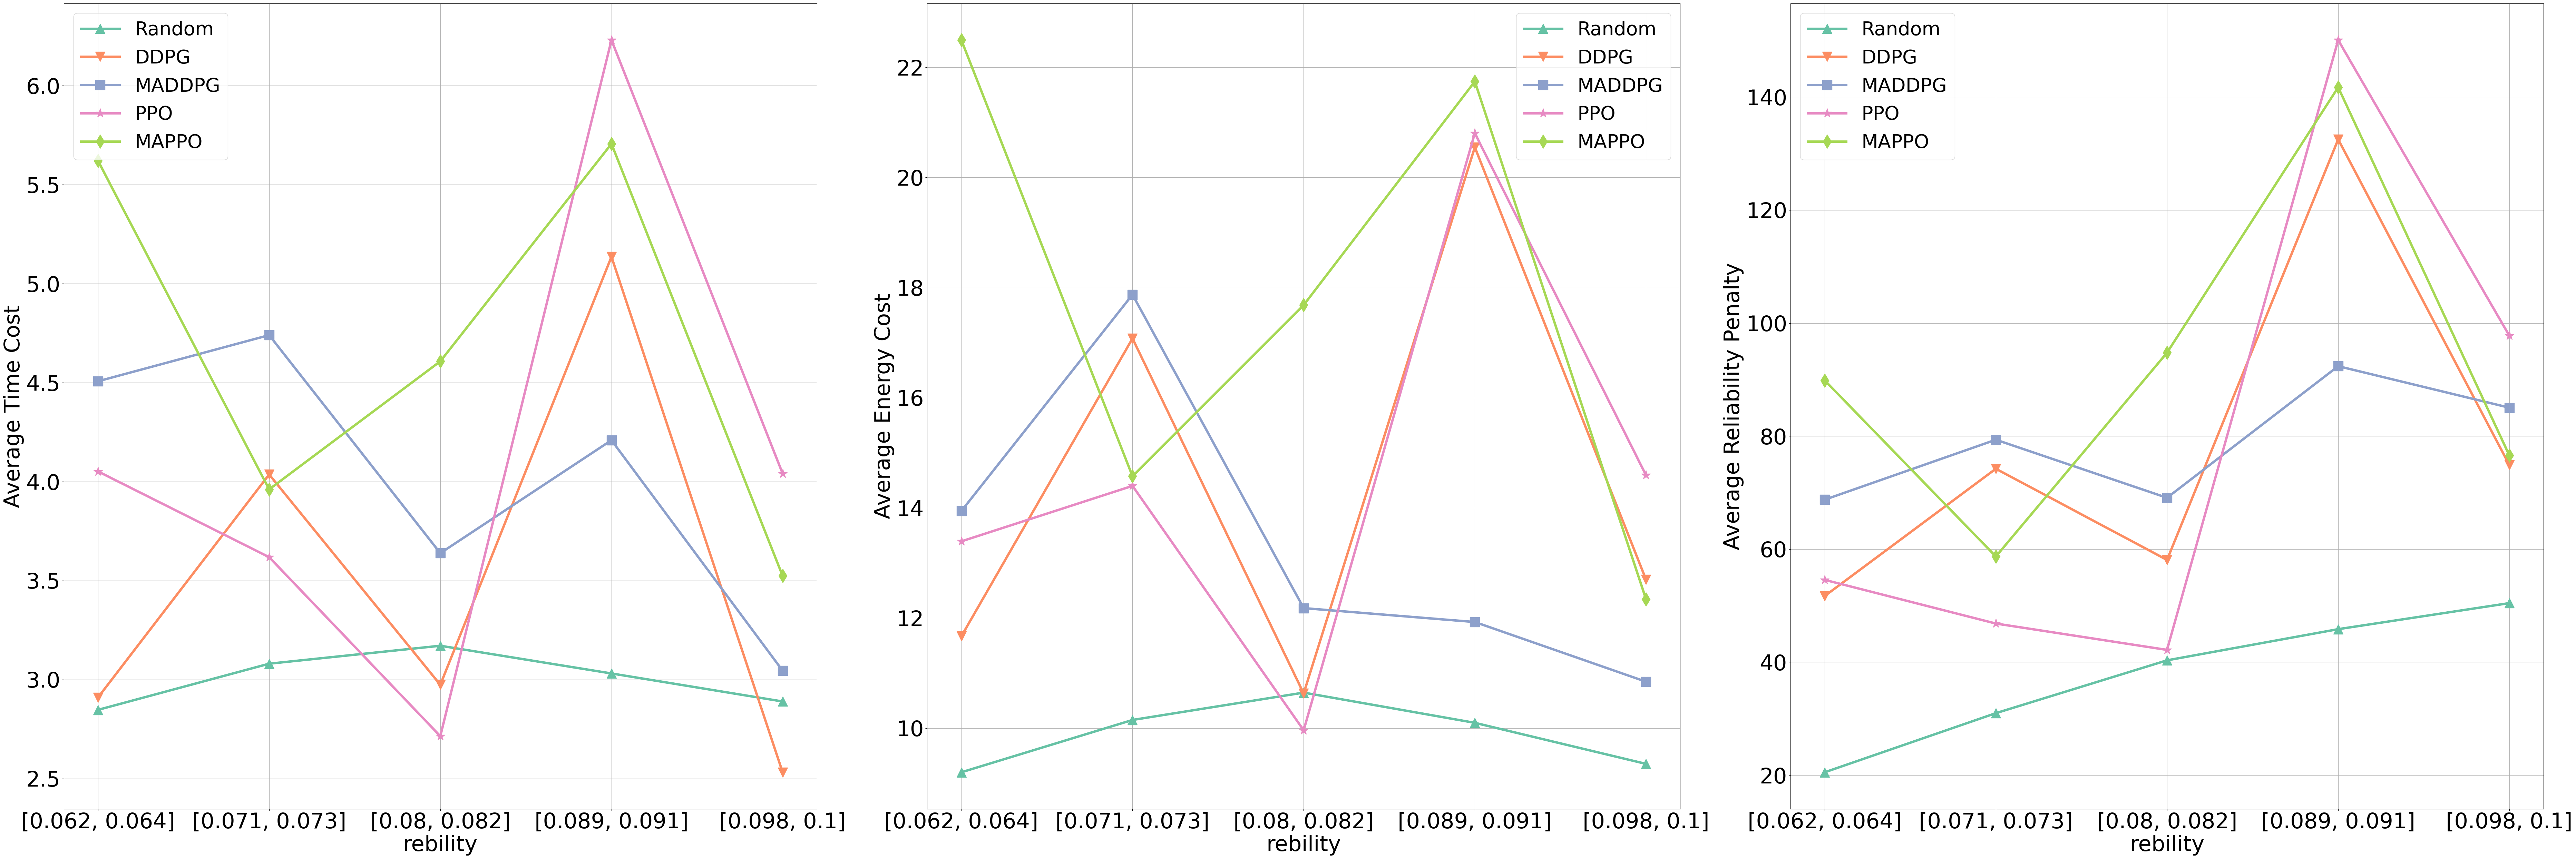 Average Time Cost
6.0
5.5
5.0
4.5
4.0
3.5
3.0
2.5
Random
DDPG
MADDPG
PPO
MAPPO
[0.062, 0.064] [0.071, 0.073] [0.08, 0.082] [0.089, 0.091] [0.098, 0.1]
rebility
Average Energy Cost
22
20
18
16
14
12
10
Random
DDPG
MADDPG
PPO
MAPPO
[0.062, 0.064] [0.071, 0.073] [0.08, 0.082] [0.089, 0.091] [0.098, 0.1]
rebility
Average Reliability Penalty
140
120
100
80
60
40
20
Random
DDPG
MADDPG
PPO
MAPPO
[0.062, 0.064] [0.071, 0.073] [0.08, 0.082] [0.089, 0.091] [0.098, 0.1]
rebility